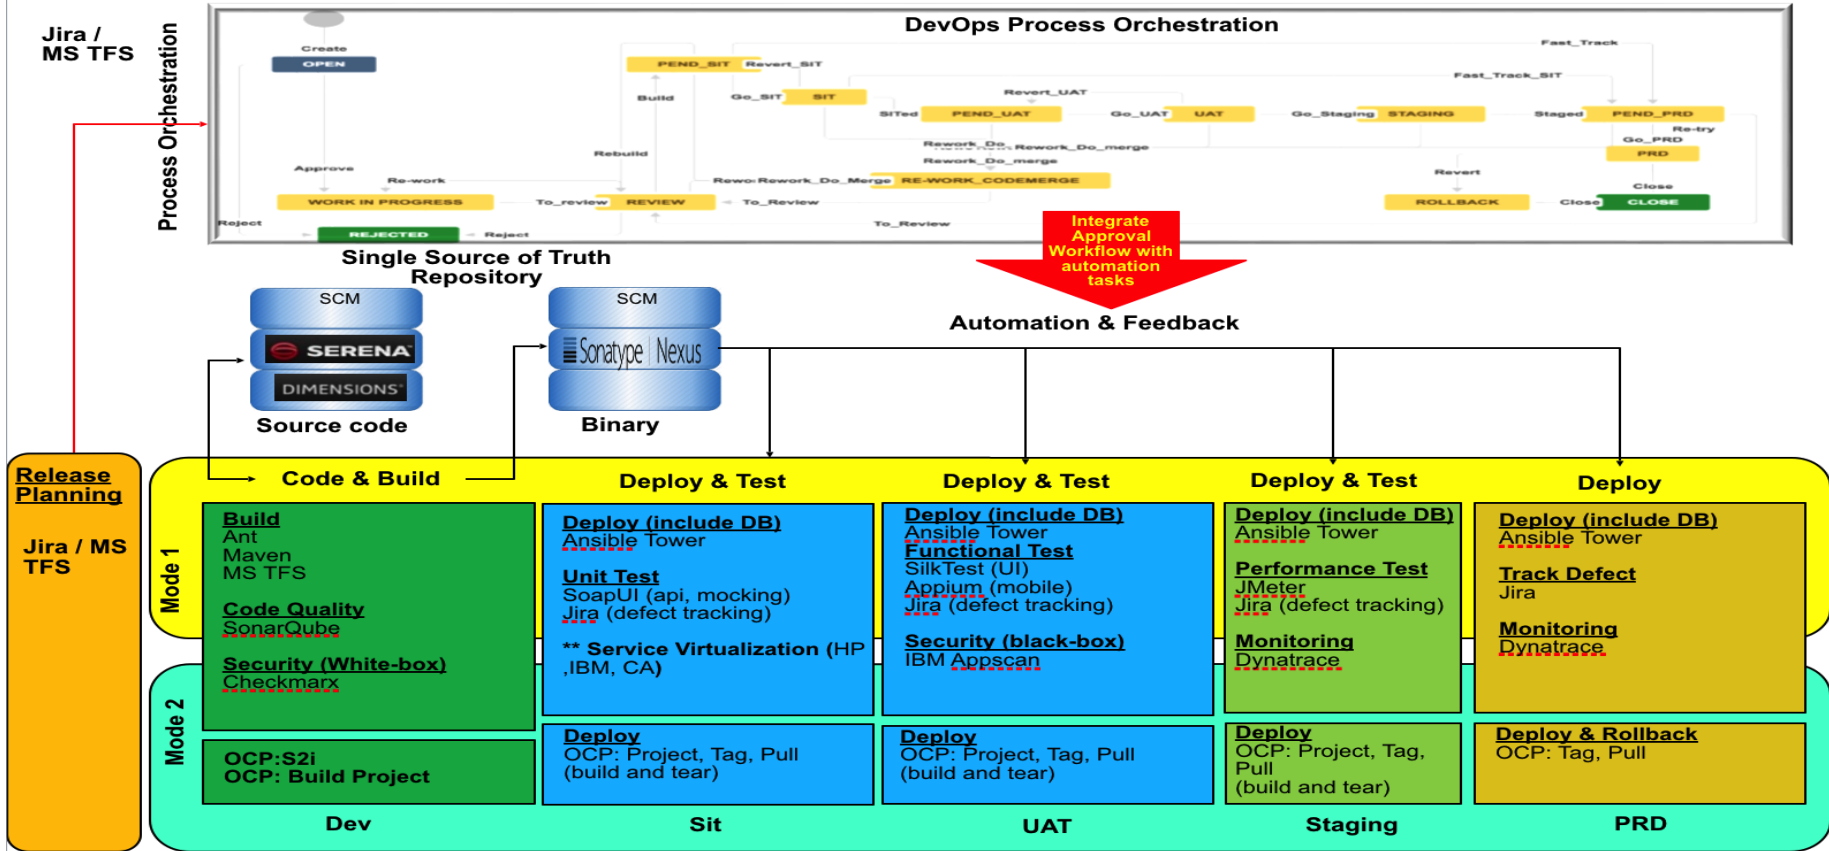 Jira /
MS TFS
Process Orchestration
DevOps Process Orchestration
Create
OPEN
Approve
Reject
Re-work
WORK IN PROGRESS
To_review
REVIEW
REJECTED
Reject
Rebuild
Build
PEND_SIT
Revert_SIT
Go_SIT
SIT
SITed
PEND_UAT
Revert_UAT
Go_UAT
UAT
Go_Staging
STAGING
Staged
PEND_PRD
Fast_Track
Fast_Track_SIT
Re-try
Go_PRD
PRD
Rework_Do
Rework_Do_merge
Rework_Do_merge
Rework_Do_Merge
RE-WORK_CODEMERGE
To_Review
To_Review
Revert
ROLLBACK
Close
Close
CLOSE
Integrate
Approval
Workflow with
automation
tasks
Single Source of Truth
Repository
SCM
SERENA
DIMENSIONS
Source code
SCM
Sonatype | Nexus
Binary
Automation & Feedback
Release
Planning
Jira / MS
TFS
Mode 1
Code & Build
Build
Ant
Maven
MS TFS
Code Quality
SonarQube
Security (White-box)
Checkmarx
Deploy & Test
Deploy (include DB)
Ansible Tower
Unit Test
SoapUI (api, mocking)
Jira (defect tracking)
** Service Virtualization (HP
,IBM, CA)
Deploy & Test
Deploy (include DB)
Ansible Tower
Functional Test
SilkTest (UI)
Appium (mobile)
Jira (defect tracking)
Security (black-box)
IBM Appscan
Deploy & Test
Deploy (include DB)
Ansible Tower
Performance Test
JMeter
Jira (defect tracking)
Monitoring
Dynatrace
Deploy
Deploy (include DB)
Ansible Tower
Track Defect
Jira
Monitoring
Dynatrace
Mode 2
OCP:S2i
OCP: Build Project
Deploy
OCP: Project, Tag, Pull
(build and tear)
Deploy
OCP: Project, Tag, Pull
(build and tear)
Deploy
OCP: Project, Tag,
Pull
(build and tear)
Deploy & Rollback
OCP: Tag, Pull
Dev
Sit
UAT
Staging
PRD